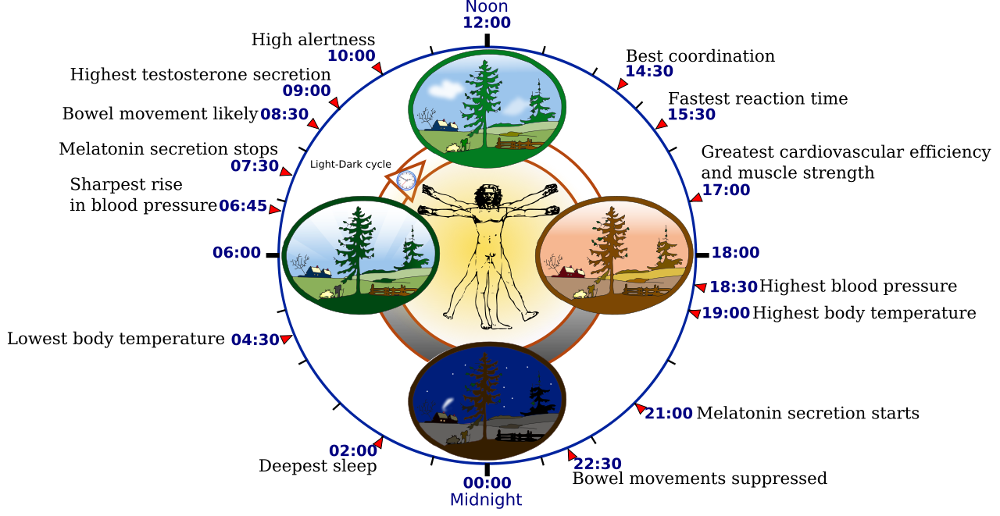 Noon
12:00
High alertness
10:00
Highest testosterone secretion
09:00
Bowel movement likely 08:30
Melatonin secretion stops
07:30
Sharpest rise
in blood pressure 06:45
06:00
Lowest body temperature 04:30
02:00
Deepest sleep
Light-Dark cycle
Best coordination
14:30
Fastest reaction time
15:30
Greatest cardiovascular efficiency
and muscle strength
17:00
18:00
18:30 Highest blood pressure
19:00 Highest body temperature
21:00 Melatonin secretion starts
22:30
Bowel movements suppressed
00:00
Midnight